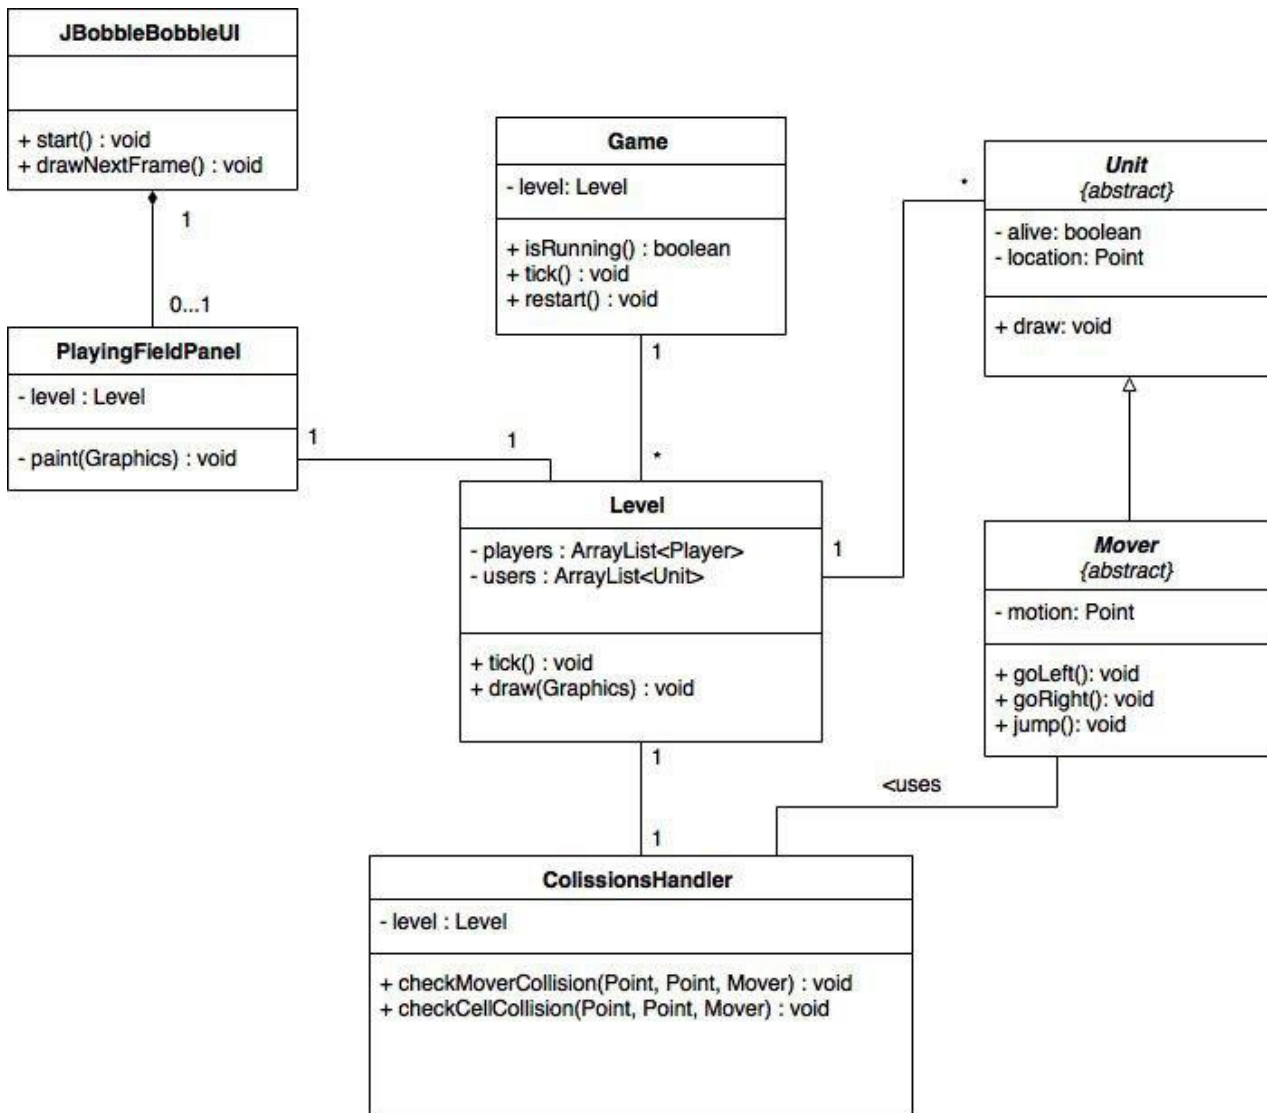 JBobbleBobbleUI
+ start() : void
+ drawNextFrame() : void
1
0...1
PlayingFieldPanel
- level : Level
- paint(Graphics) : void
1
1
Game
- level: Level
+ isRunning() : boolean
+ tick() : void
+ restart() : void
1
*
Level
- players : ArrayList<Player>
- users : ArrayList<Unit>
+ tick() : void
+ draw(Graphics) : void
1
*
Unit
{abstract}
- alive: boolean
- location: Point
+ draw: void
Mover
{abstract}
- motion: Point
+ goLeft(): void
+ goRight(): void
+ jump(): void
<uses
1
1
ColissionsHandler
- level : Level
+ checkMoverCollision(Point, Point, Mover) : void
+ checkCellCollision(Point, Point, Mover) : void